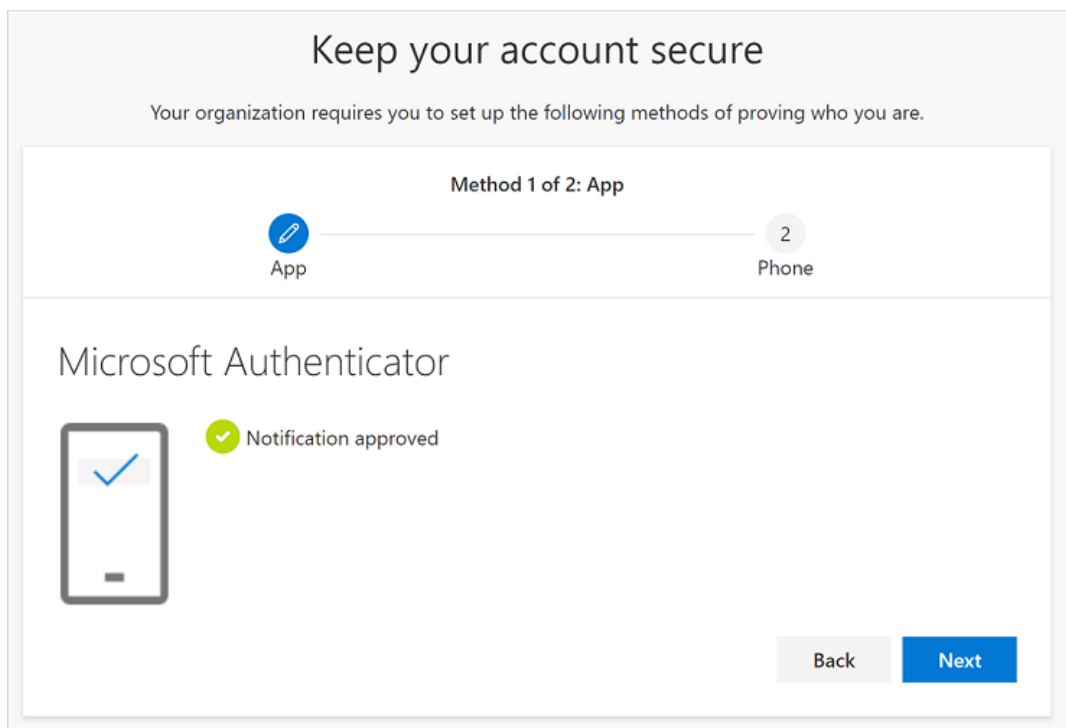 Keep your account secure
Your organization requires you to set up the following methods of proving who you are.
Method 1 of 2: App
2
App
Phone
Microsoft Authenticator
Notification approved
Back
Next